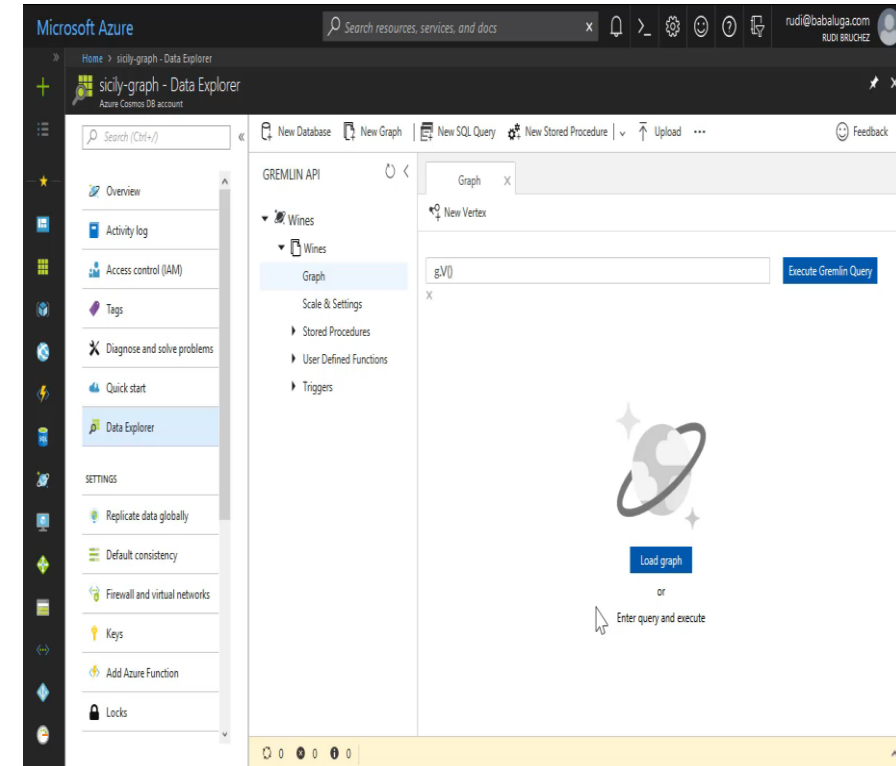 Microsoft Azure
Search resources, services, and docs
rudi@babaluga.com
RUDI BRUCHEZ
Home > sicily-graph - Data Explorer
sicily-graph - Data Explorer
Azure Cosmos DB account
Search (Ctrl+/)
Overview
Activity log
Access control (IAM)
Tags
Diagnose and solve problems
Quick start
Data Explorer
SETTINGS
Replicate data globally
Default consistency
Firewall and virtual networks
Keys
Add Azure Function
Locks
New Database
New Graph
New SQL Query
New Stored Procedure
Upload
Feedback
GREMLIN API
Wines
Wines
Graph
Scale & Settings
Stored Procedures
User Defined Functions
Triggers
Graph
New Vertex
g.V()
Execute Gremlin Query
Load graph
or
Enter query and execute
0 0 0